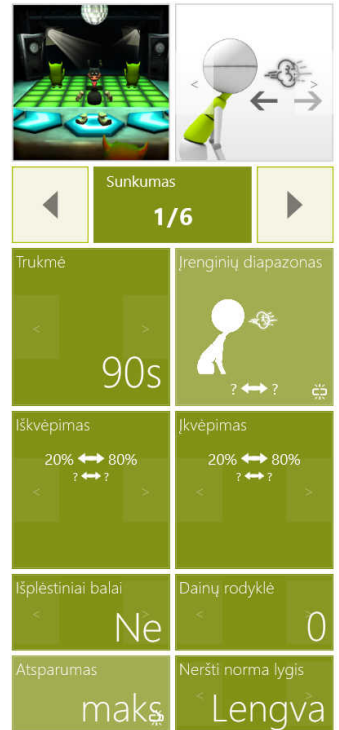 Sunkumas
1/6
Trukmė
90s
Įrenginių diapazonas
? ?
Iškvėpimas
20% 80%
? ?
Įkvėpimas
20% 80%
? ?
Išplėstiniai balai
Ne
Dainų rodyklė
0
Atsparumas
maks
Neršti norma lygis
Lengva